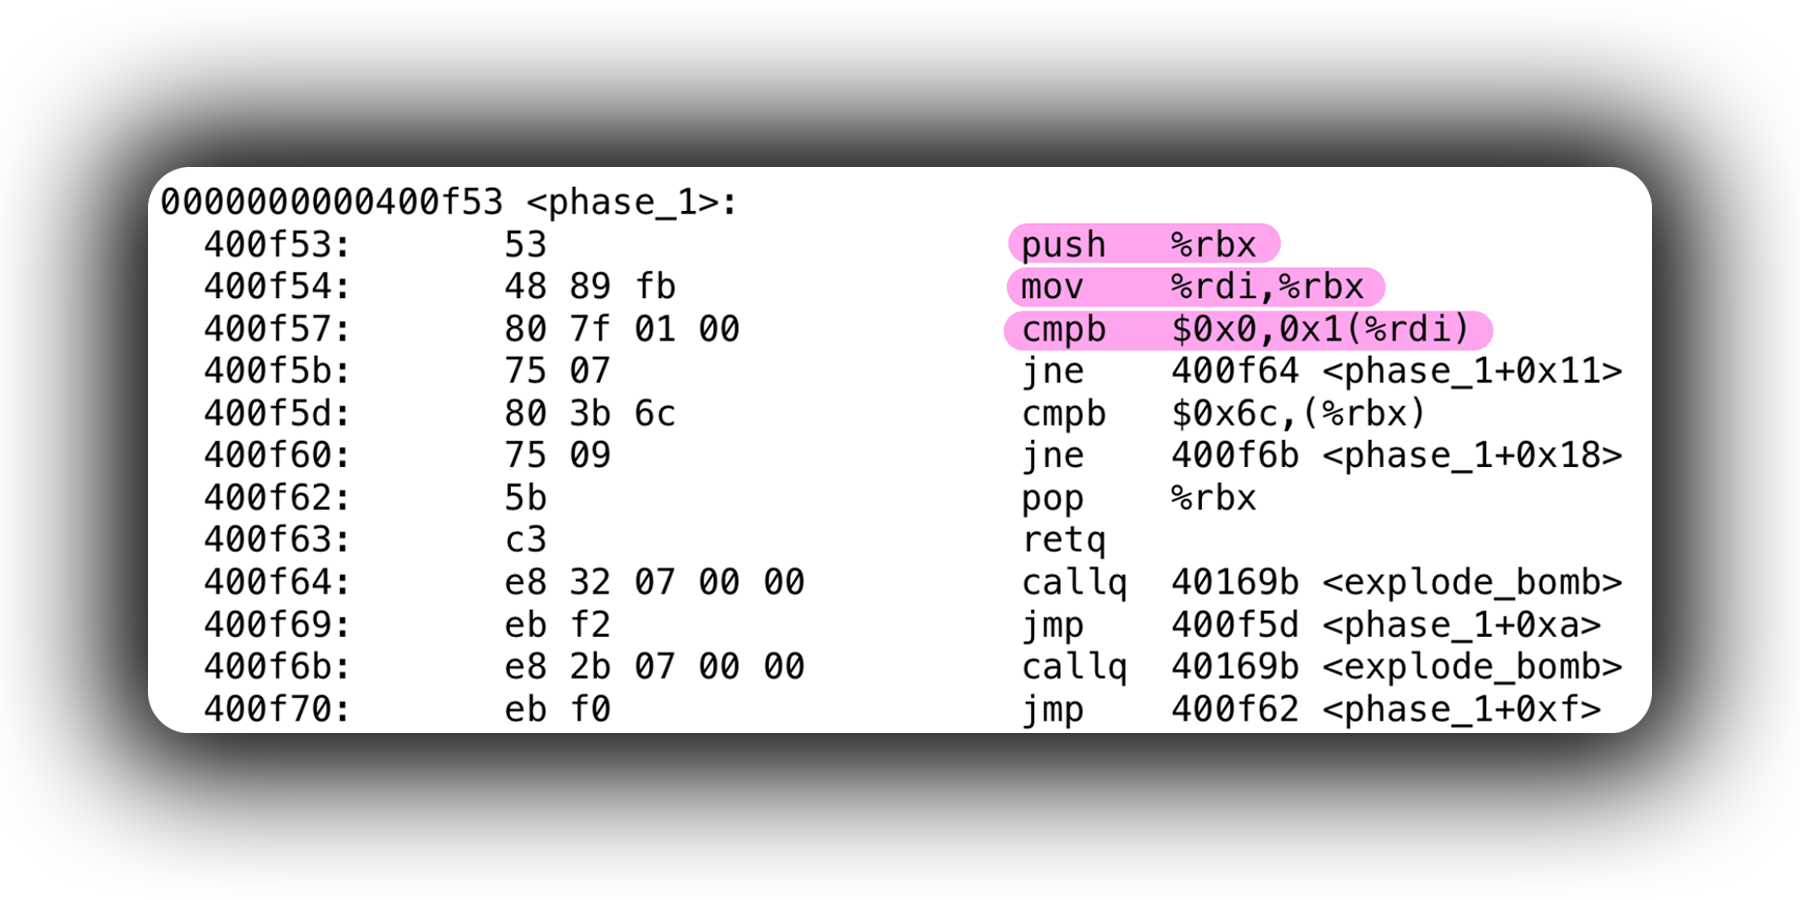 0000000000400f53 <phase_1>:
400f53: 53 push %rbx
400f54: 48 89 fb mov %rdi,%rbx
400f57: 80 7f 01 00 cmpb $0x0,0x1(%rdi)
400f5b: 75 07 jne 400f64 <phase_1+0x11>
400f5d: 80 3b 6c cmpb $0x6c,(%rbx)
400f60: 75 09 jne 400f6b <phase_1+0x18>
400f62: 5b pop %rbx
400f63: c3 retq
400f64: e8 32 07 00 00 callq 40169b <explode_bomb>
400f69: eb f2 jmp 400f5d <phase_1+0xa>
400f6b: e8 2b 07 00 00 callq 40169b <explode_bomb>
400f70: eb f0 jmp 400f62 <phase_1+0xf>